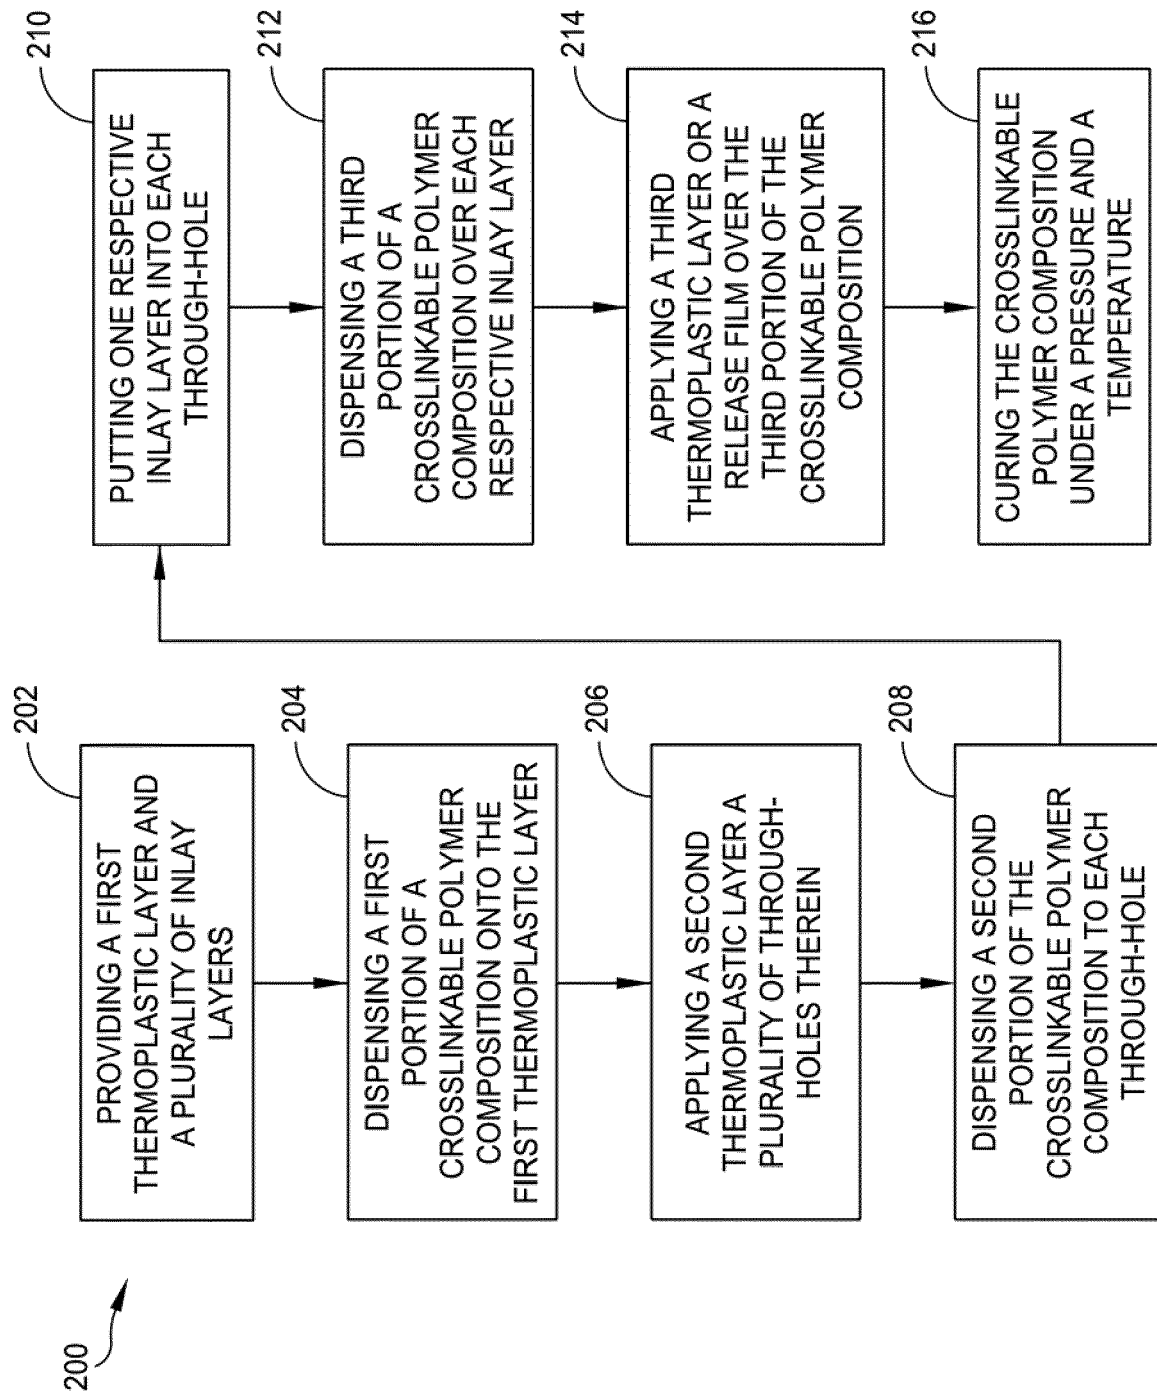 200
202
PROVIDING A FIRST
THERMOPLASTIC LAYER AND
A PLURALITY OF INLAY
LAYERS
204
DISPENSING A FIRST
PORTION OF A
CROSSLINKABLE POLYMER
COMPOSITION ONTO THE
FIRST THERMOPLASTIC LAYER
206
APPLYING A SECOND
THERMOPLASTIC LAYER A
PLURALITY OF THROUGH-
HOLES THEREIN
208
DISPENSING A SECOND
PORTION OF THE
CROSSLINKABLE POLYMER
COMPOSITION TO EACH
THROUGH-HOLE
210
PUTTING ONE RESPECTIVE
INLAY LAYER INTO EACH
THROUGH-HOLE
212
DISPENSING A THIRD
PORTION OF A
CROSSLINKABLE POLYMER
COMPOSITION OVER EACH
RESPECTIVE INLAY LAYER
214
APPLYING A THIRD
THERMOPLASTIC LAYER OR A
RELEASE FILM OVER THE
THIRD PORTION OF THE
CROSSLINKABLE POLYMER
COMPOSITION
216
CURING THE CROSSLINKABLE
POLYMER COMPOSITION
UNDER A PRESSURE AND A
TEMPERATURE